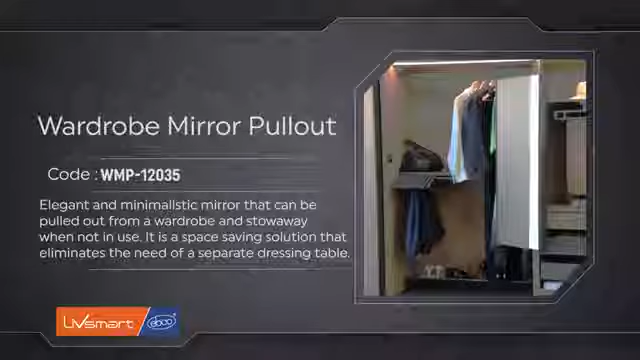 Wardrobe Mirror Pullout
Code : WMP-12035
Elegant and minimalistic mirror that can be
pulled out from a wardrobe and stowaway
when not in use. It is a space saving solution that
eliminates the need of a separate dressing table.
Livsmart ebco